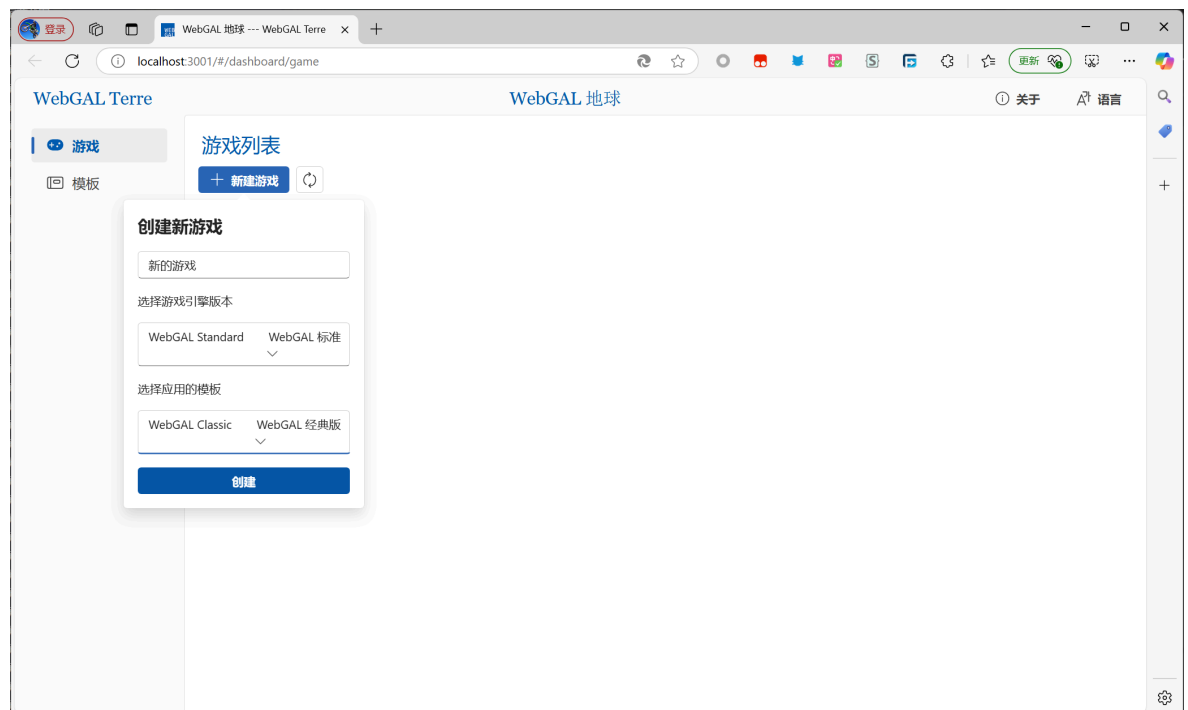 登录
WebGAL 地球 --- WebGAL Terre
localhost:3001/#/dashboard/game
更新
WebGAL Terre
WebGAL 地球
关于
语言
游戏
模板
游戏列表
新建游戏
创建新游戏
新的游戏
选择游戏引擎版本
WebGAL Standard WebGAL 标准
选择应用的模板
WebGAL Classic WebGAL 经典版
创建